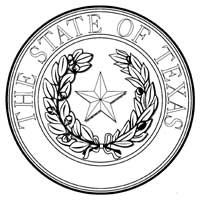 THE STATE OF TEXAS